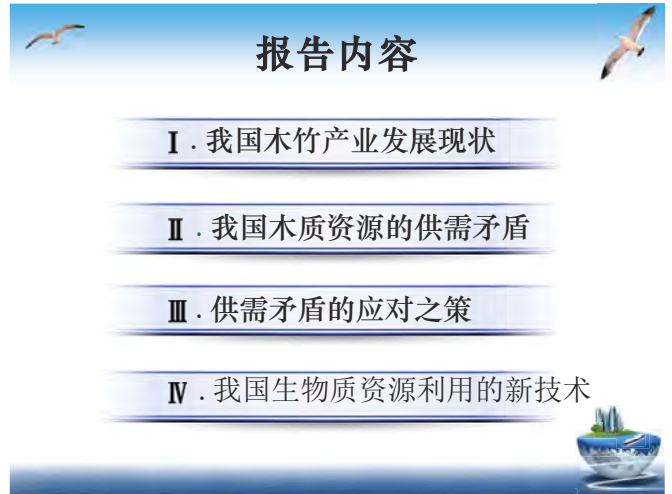 报告内容
Ⅰ.我国木竹产业发展现状
Ⅱ.我国木质资源的供需矛盾
Ⅲ.供需矛盾的应对之策
Ⅳ.我国生物质资源利用的新技术